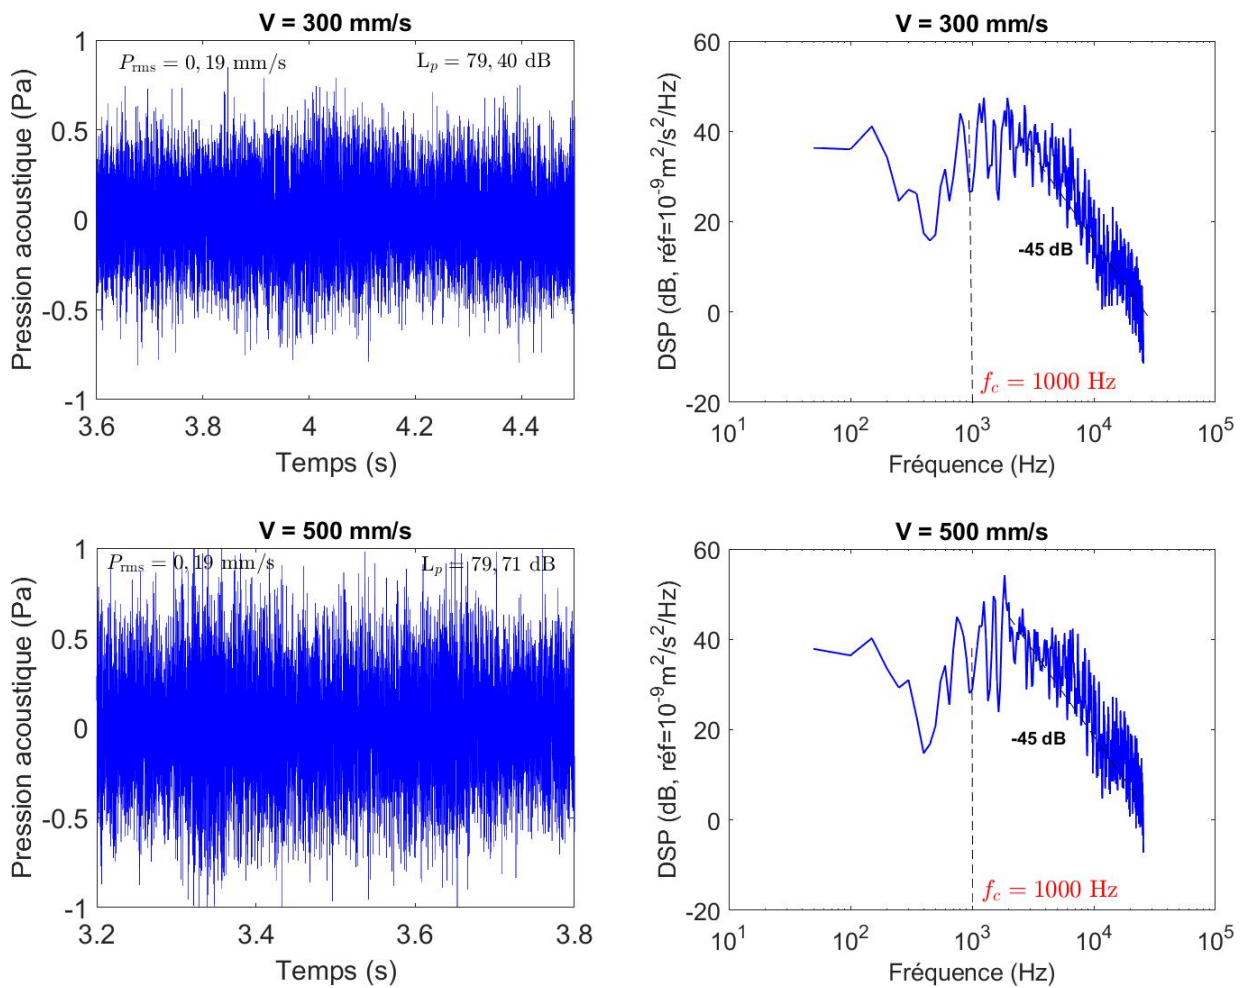 V = 300 mm/s
P_rms = 0, 19 mm/s L_p = 79, 40 dB
Pression acoustique (Pa)
1
0.5
0
-0.5
-1
3.6 3.8 4 4.2 4.4
Temps (s)
V = 300 mm/s
DSP (dB, réf=10^-9m^2/s^2/Hz)
60
40
20
0
-20
-45 dB
f_c = 1000 Hz
10^1 10^2 10^3 10^4 10^5
Fréquence (Hz)
V = 500 mm/s
P_rms = 0, 19 mm/s L_p = 79, 71 dB
Pression acoustique (Pa)
1
0.5
0
-0.5
-1
3.2 3.4 3.6 3.8
Temps (s)
V = 500 mm/s
DSP (dB, réf=10^-9m^2/s^2/Hz)
60
40
20
0
-20
-45 dB
f_c = 1000 Hz
10^1 10^2 10^3 10^4 10^5
Fréquence (Hz)